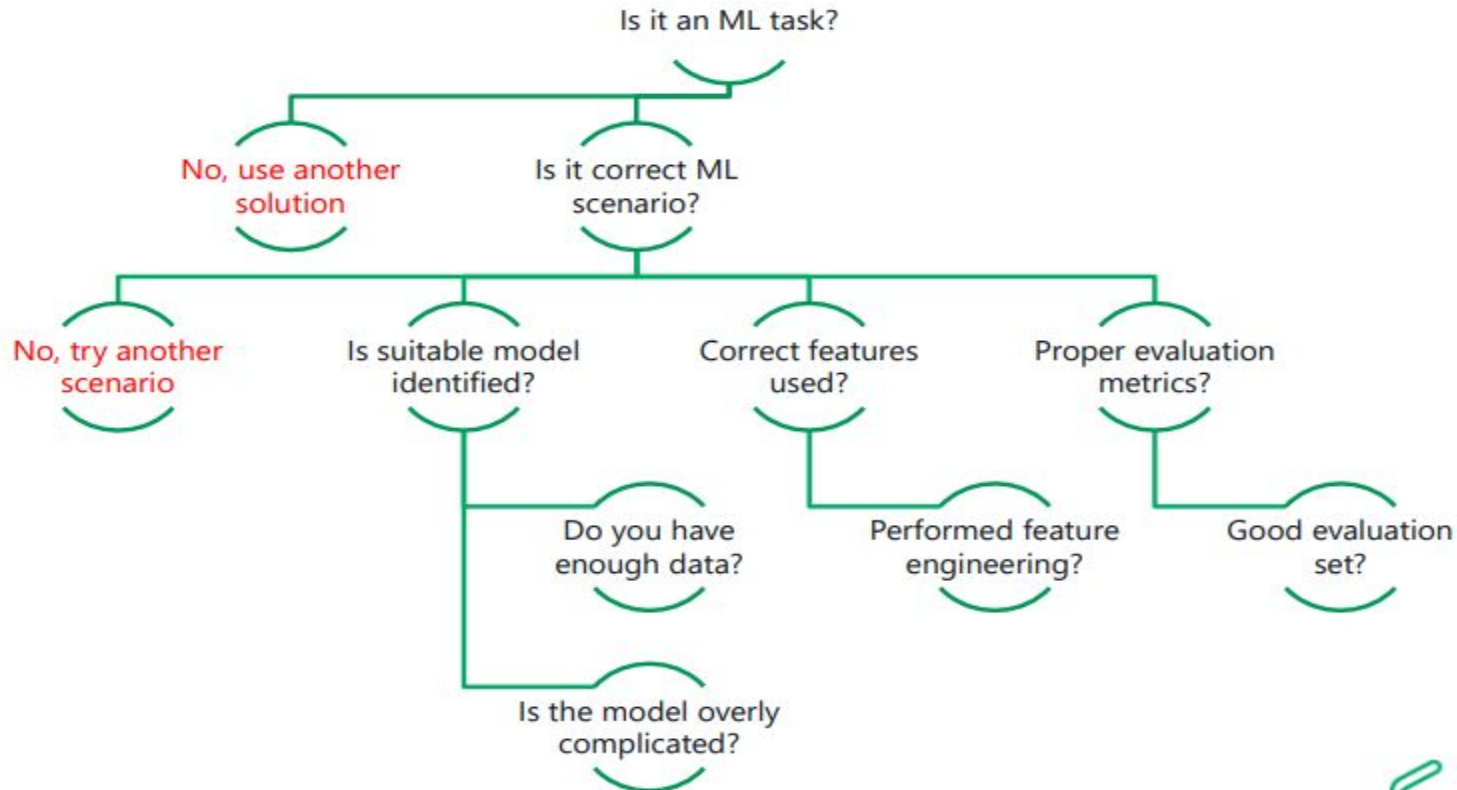 Is it an ML task?
No, use another
solution
Is it correct ML
scenario?
No, try another
scenario
Is suitable model
identified?
Correct features
used?
Proper evaluation
metrics?
Do you have
enough data?
Performed feature
engineering?
Good evaluation
set?
Is the model overly
complicated?